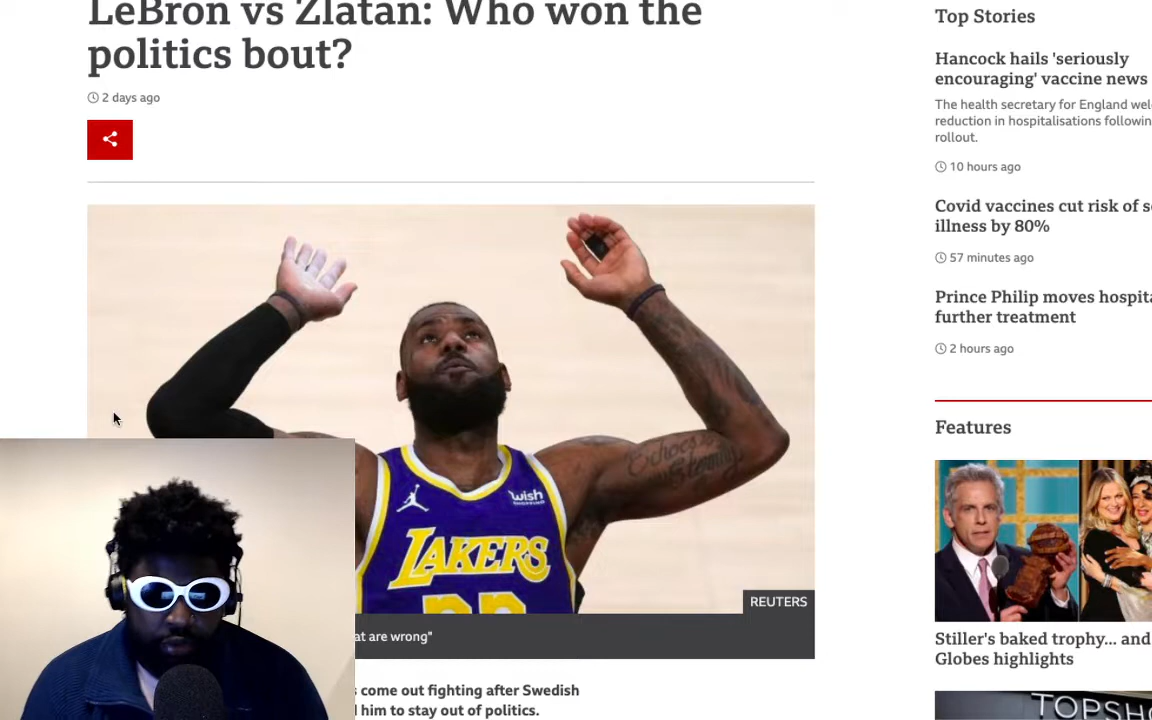 LeBron vs Zlatan: Who won the
politics bout?
2 days ago
wish
LAKERS
REUTERS
at are wrong"
come out fighting after Swedish
him to stay out of politics.
Top Stories
Hancock hails 'seriously
encouraging' vaccine news
The health secretary for England wel
reduction in hospitalisations followin
rollout.
10 hours ago
Covid vaccines cut risk of s
illness by 80%
57 minutes ago
Prince Philip moves hospita
further treatment
2 hours ago
Features
Stiller's baked trophy... and
Globes highlights
TOPSH